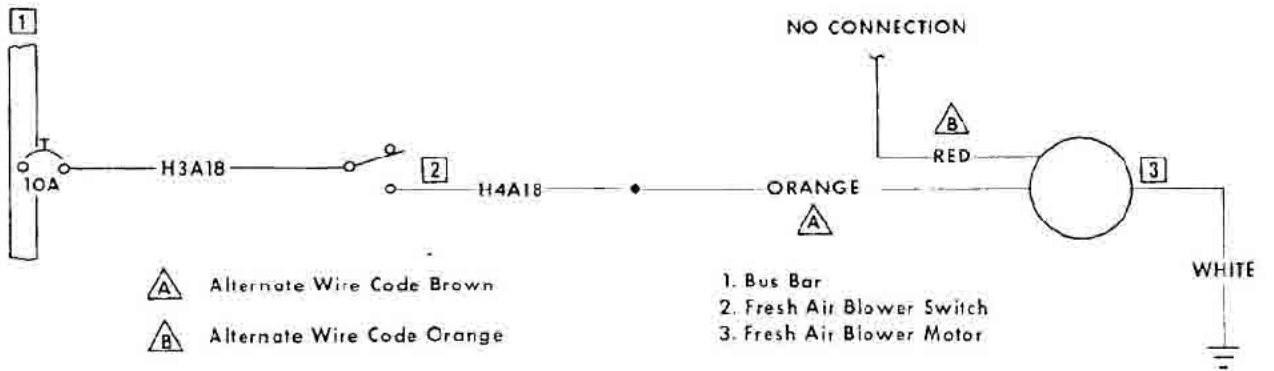 1
NO CONNECTION
B
RED
10A
H3A18
2
H4A18
ORANGE
A
3
WHITE
A Alternate Wire Code Brown
B Alternate Wire Code Orange
1. Bus Bar
2. Fresh Air Blower Switch
3. Fresh Air Blower Motor